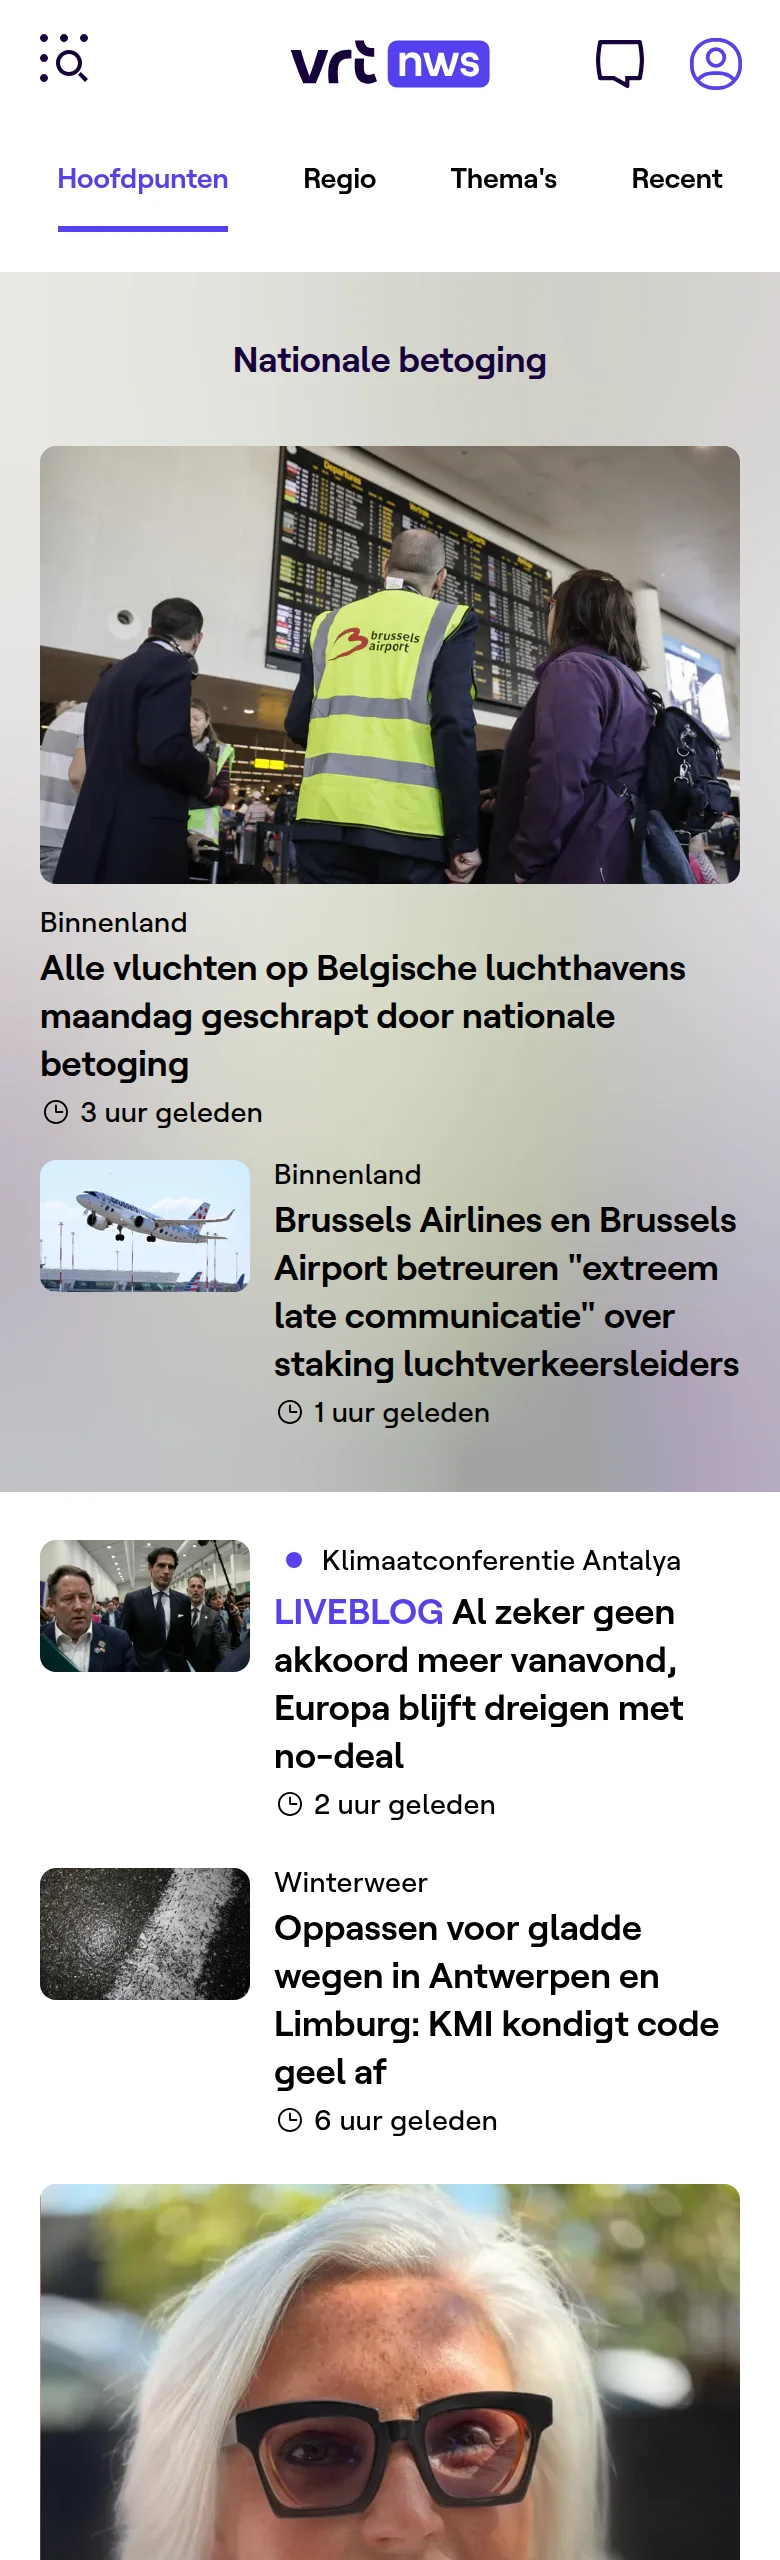 vrt nws
Hoofdpunten
Regio
Thema's
Recent
Nationale betoging
Departures
brussels
airport
Binnenland
Alle vluchten op Belgische luchthavens
maandag geschrapt door nationale
betoging
3 uur geleden
Binnenland
Brussels Airlines en Brussels
Airport betreuren "extreem
late communicatie" over
staking luchtverkeersleiders
1 uur geleden
Klimaatconferentie Antalya
LIVEBLOG Al zeker geen
akkoord meer vanavond,
Europa blijft dreigen met
no-deal
2 uur geleden
Winterweer
Oppassen voor gladde
wegen in Antwerpen en
Limburg: KMI kondigt code
geel af
6 uur geleden